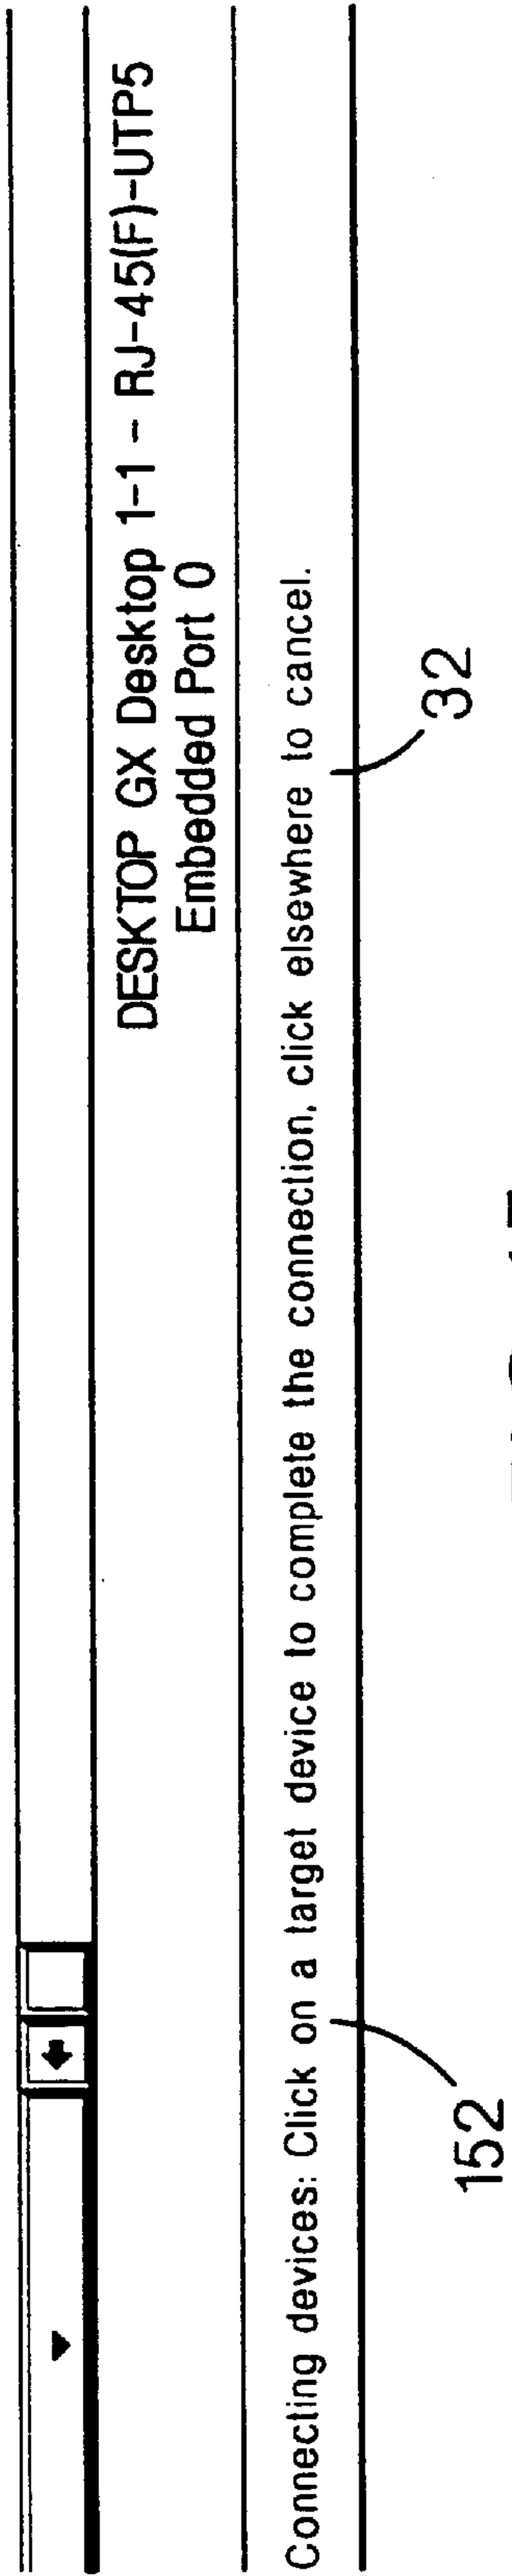 DESKTOP GX Desktop 1-1 - RJ-45(F)-UTP5
Embedded Port 0
Connecting devices: Click on a target device to complete the connection, click elsewhere to cancel.
152
32